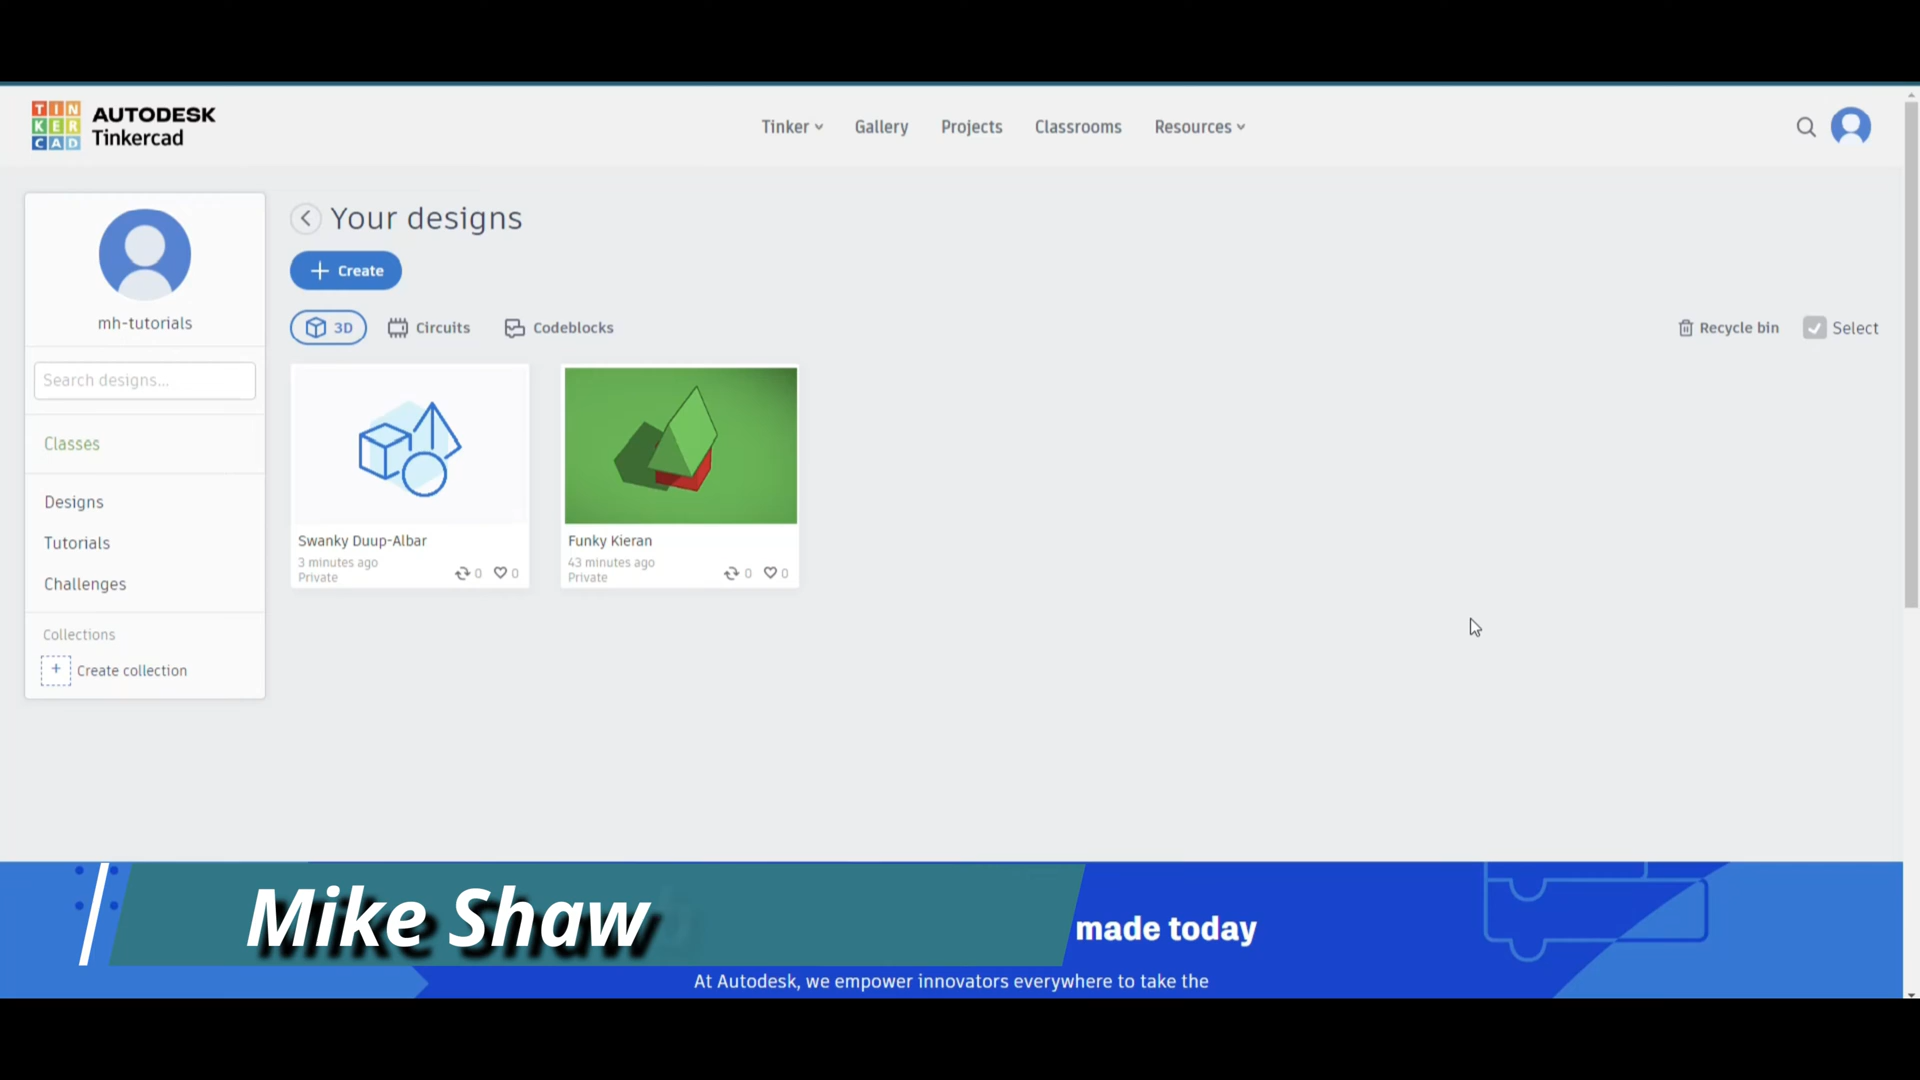 TIN
KER
CAD
AUTODESK
Tinkercad
Tinker
Gallery
Projects
Classrooms
Resources
mh-tutorials
Search designs...
Classes
Designs
Tutorials
Challenges
Collections
+ Create collection
Your designs
+ Create
3D
Circuits
Codeblocks
Recycle bin
Select
Swanky Duup-Albar
3 minutes ago
Private
0
0
Funky Kieran
43 minutes ago
Private
0
0
Mike Shaw
made today
At Autodesk, we empower innovators everywhere to take the